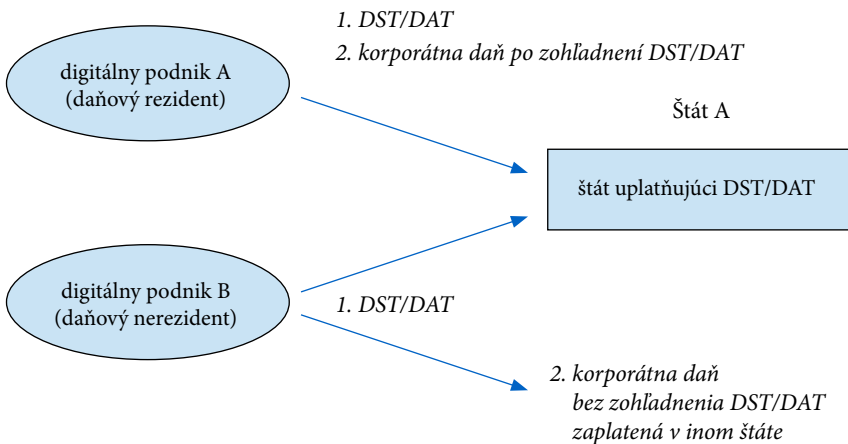 1. DST/DAT
2. korporátna daň po zohľadnení DST/DAT
digitálny podnik A
(daňový rezident)
Štát A
štát uplatňujúci DST/DAT
digitálny podnik B
(daňový nerezident)
1. DST/DAT
2. korporátna daň
bez zohľadnenia DST/DAT
zaplatená v inom štáte